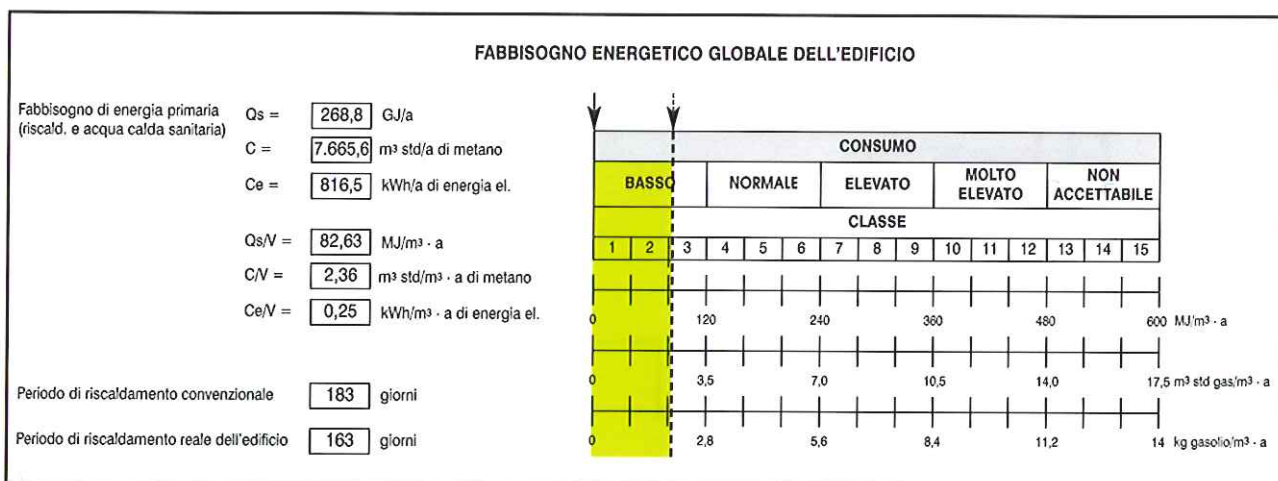 FABBISOGNO ENERGETICO GLOBALE DELL'EDIFICIO
Fabbisogno di energia primaria
(riscald. e acqua calda sanitaria)
Qs = 268,8 GJ/a
C = 7.665,6 m³ std/a di metano
Ce = 816,5 kWh/a di energia el.
Qs/V = 82,63 MJ/m³ · a
C/V = 2,36 m³ std/m³ · a di metano
Ce/V = 0,25 kWh/m³ · a di energia el.
Periodo di riscaldamento convenzionale 183 giorni
Periodo di riscaldamento reale dell'edificio 163 giorni
CONSUMO
BASSO NORMALE ELEVATO MOLTO ELEVATO NON ACCETTABILE
CLASSE
1 2 3 4 5 6 7 8 9 10 11 12 13 14 15
0 120 240 360 480 600 MJ/m³ · a
0 3,5 7,0 10,5 14,0 17,5 m³ std gas/m³ · a
0 2,8 5,6 8,4 11,2 14 kg gasolio/m³ · a